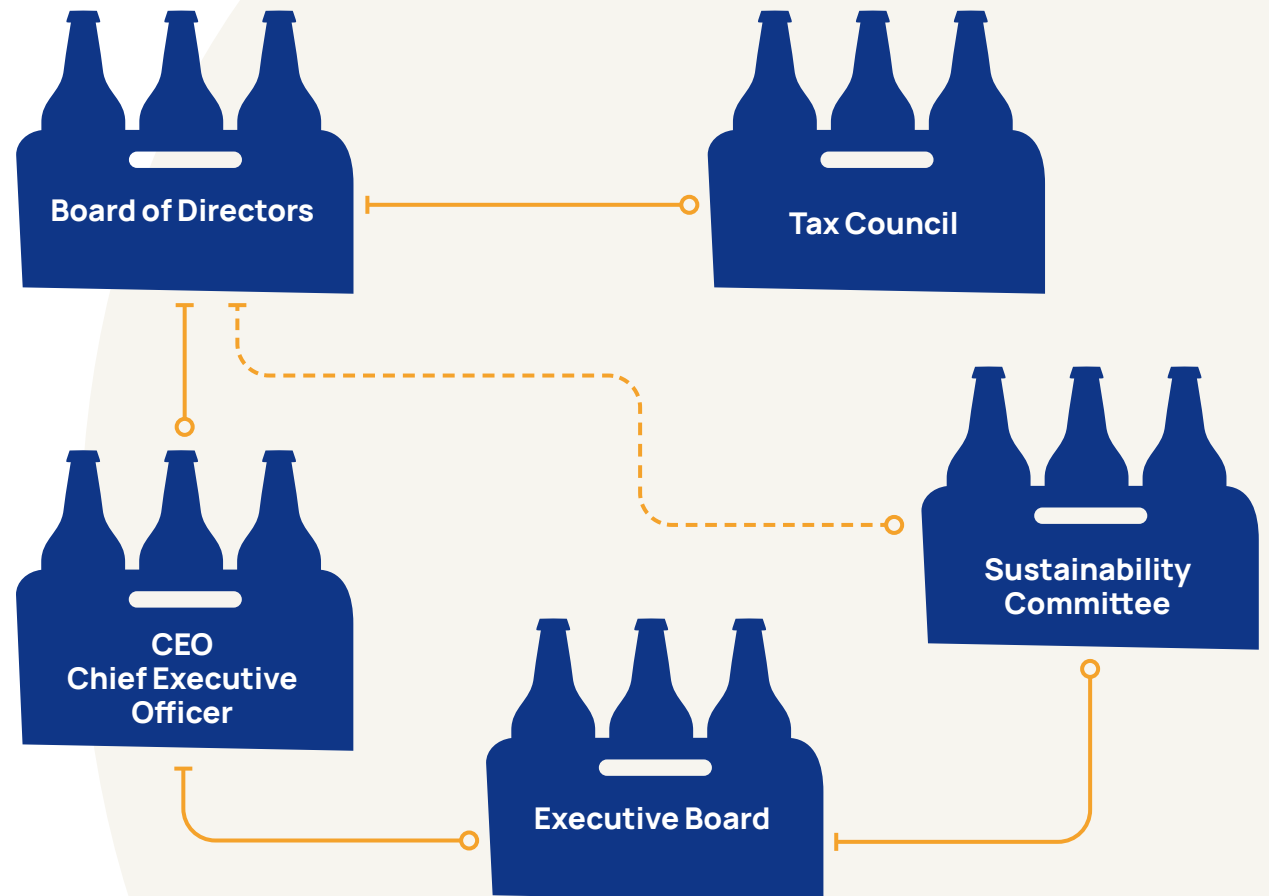 Board of Directors
Tax Council
Sustainability
Committee
CEO
Chief Executive
Officer
Executive Board